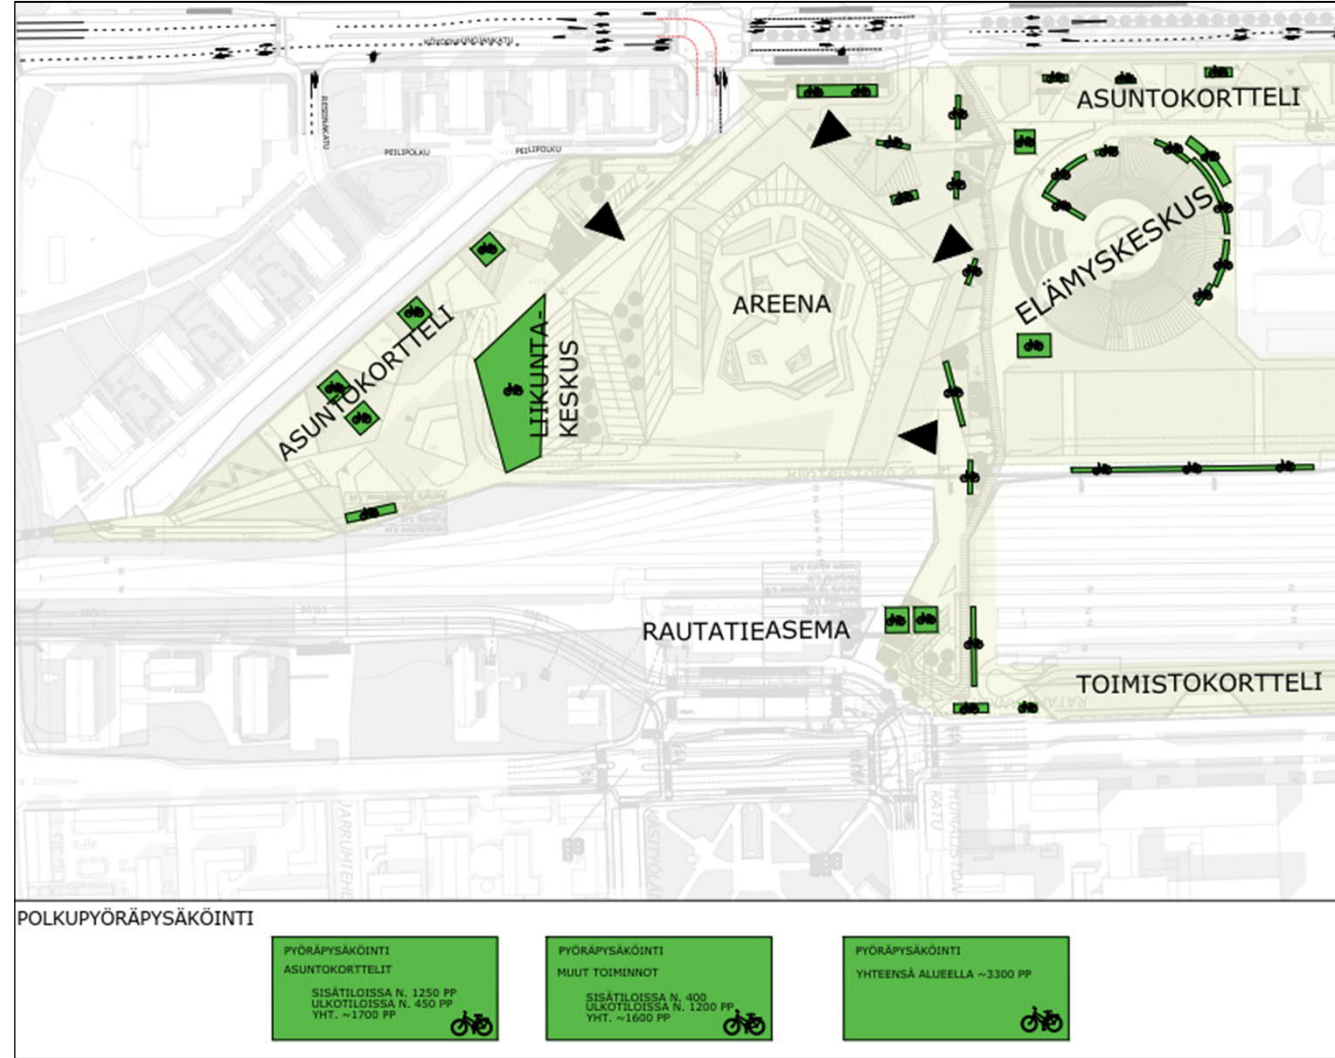 ASUNTOKORTTELI
PEILIPOLKU
PEILIPOLKU
ELÄMYSKESKUS
AREENA
ASUNTOKORTTELI
LIIKUNTA-
KESKUS
RAUTATIEASEMA
TOIMISTOKORTTELI
POLKUPYÖRÄPYSÄKÖINTI
PYÖRÄPYSÄKÖINTI
ASUNTOKORTTELIT
SISÄTILOISSA N. 1250 PP
ULKOTILOISSA N. 450 PP
YHT. ~1700 PP
PYÖRÄPYSÄKÖINTI
MUUT TOIMINNOT
SISÄTILOISSA N. 400
ULKOTILOISSA N. 1200 PP
YHT. ~1600 PP
PYÖRÄPYSÄKÖINTI
YHTEENSÄ ALUEELLA ~3300 PP